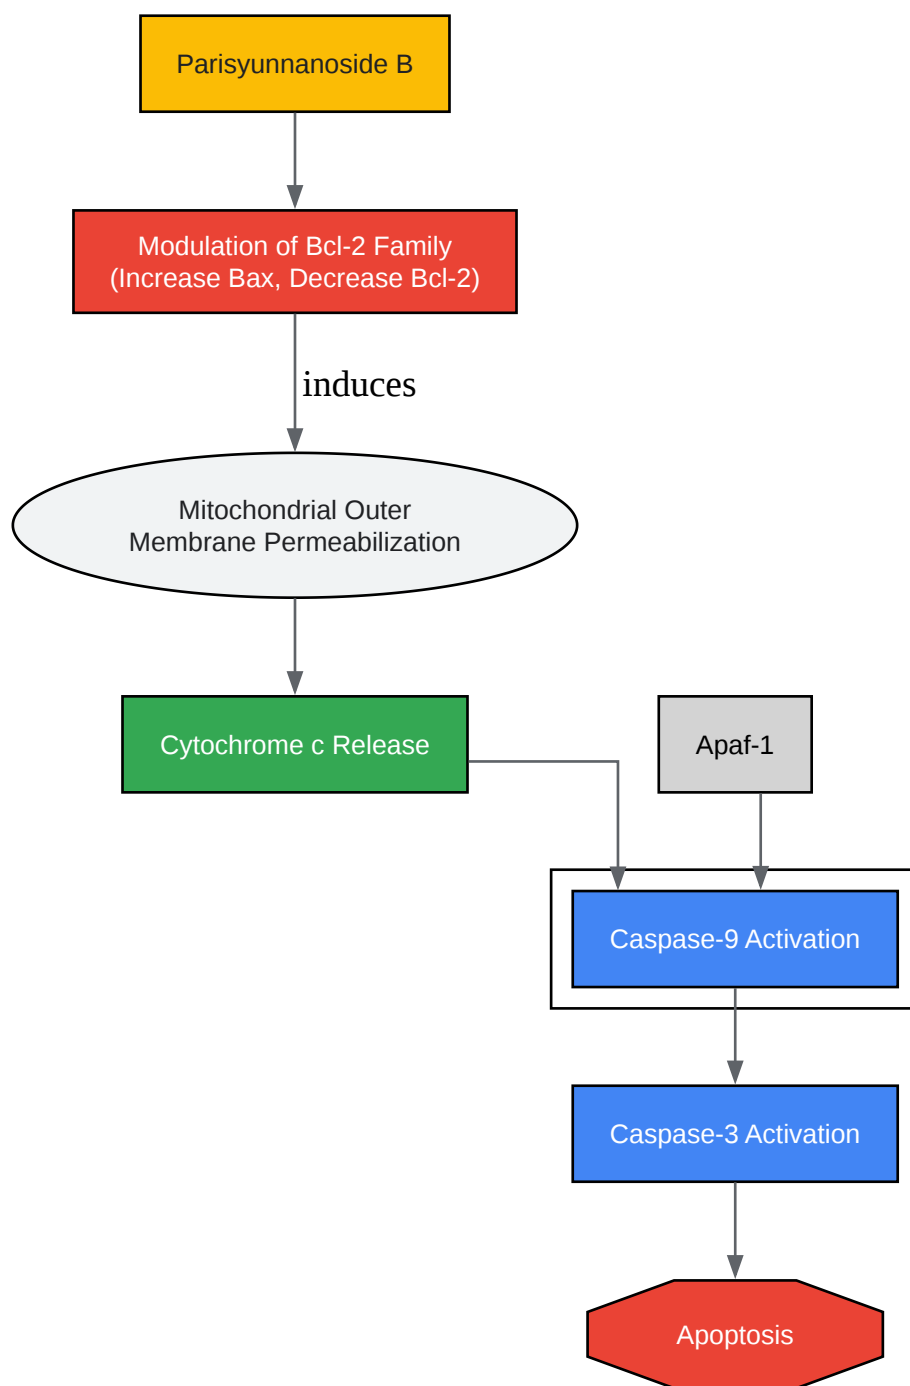 Parisyunnanoside B
Modulation of Bcl-2 Family
(Increase Bax, Decrease Bcl-2)
induces
Mitochondrial Outer
Membrane Permeabilization
Cytochrome c Release
Apaf-1
Caspase-9 Activation
Caspase-3 Activation
Apoptosis